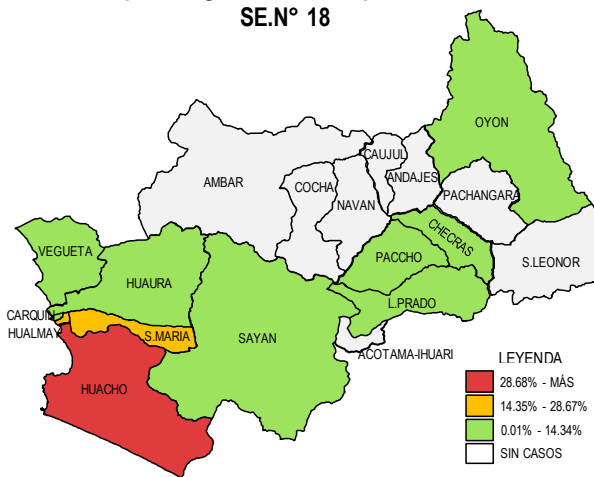 SE.N° 18
OYON
CAUJUL
ANDAJES
AMBAR
COCHA
NAVAN
PACHANGARA
CHECRAS
VEGUETA
PACCHO
S.LEONOR
HUAURA
L.PRADO
CARQUIN
HUALMAY
S.MARIA
SAYAN
ACOTAMA-IHUARI
HUACHO
LEYENDA
28.68% - MÁS
14.35% - 28.67%
0.01% - 14.34%
SIN CASOS